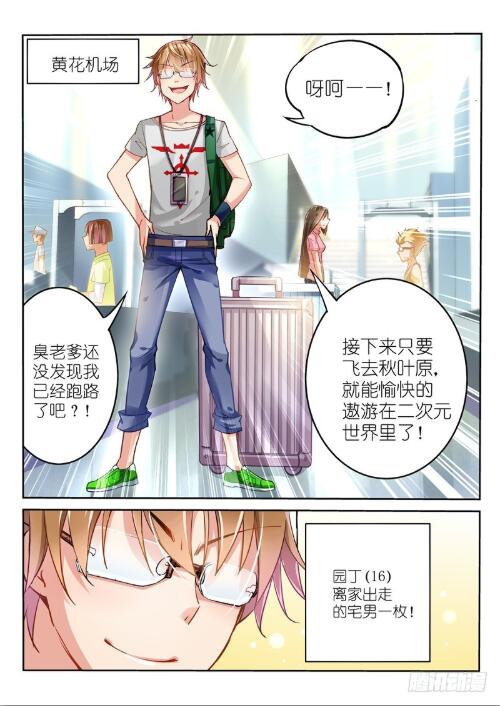 黄花机场
呀呵一一！
臭老爹还
没发现我
已经跑路
了吧？！
接下来只要
飞去秋叶原，
就能愉快的
遨游在二次元
世界里了！
园丁(16)
离家出走
的宅男一枚！
腾讯动漫